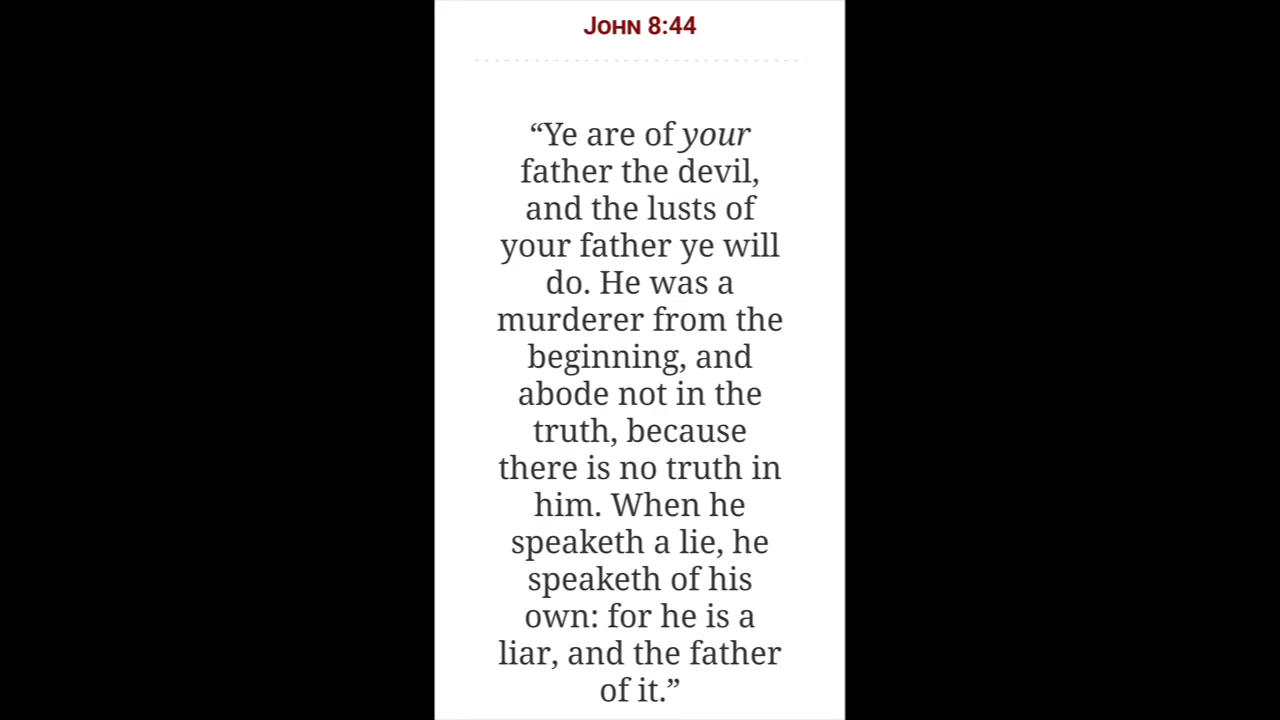 John 8:44
“Ye are of your
father the devil,
and the lusts of
your father ye will
do. He was a
murderer from the
beginning, and
abode not in the
truth, because
there is no truth in
him. When he
speaketh a lie, he
speaketh of his
own: for he is a
liar, and the father
of it.”